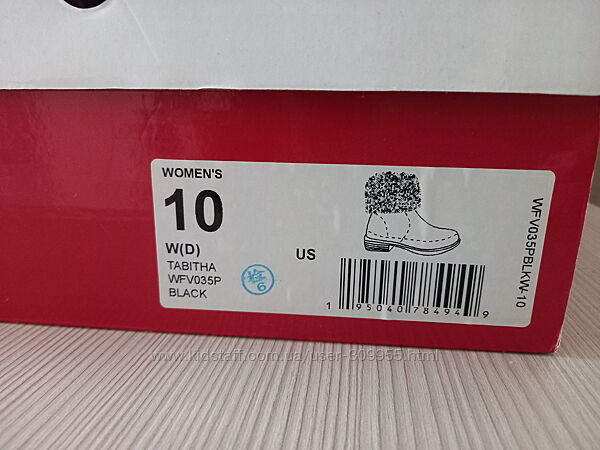 WOMEN'S
10
W(D)
TABITHA
WFV035P
BLACK
US
6
WFV035PBLKW-10
1 95040 78494 9
www.kidstaff.com.ua/user-809955.html